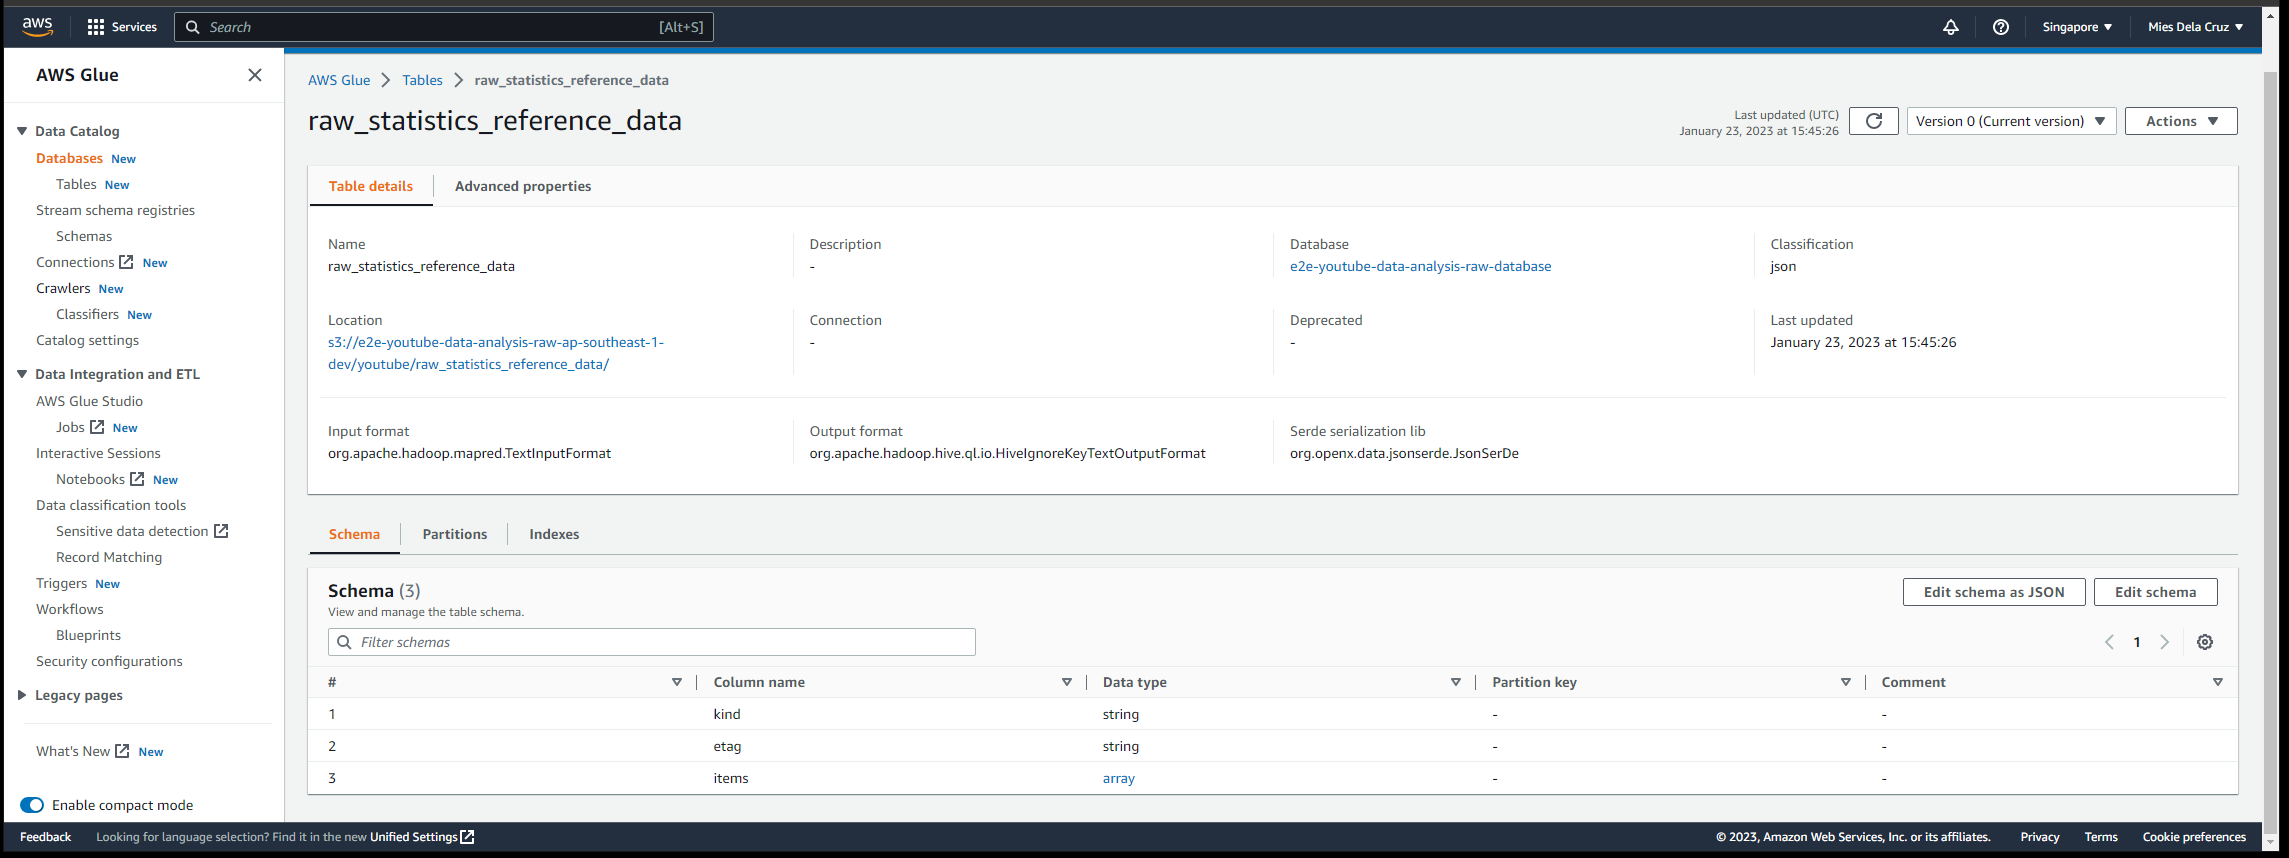 aws
Services
Search
[Alt+S]
Singapore
Mies Dela Cruz
AWS Glue
Data Catalog
Databases New
Tables New
Stream schema registries
Schemas
Connections New
Crawlers New
Classifiers New
Catalog settings
Data Integration and ETL
AWS Glue Studio
Jobs New
Interactive Sessions
Notebooks New
Data classification tools
Sensitive data detection
Record Matching
Triggers New
Workflows
Blueprints
Security configurations
Legacy pages
What's New New
Enable compact mode
AWS Glue Tables raw_statistics_reference_data
raw_statistics_reference_data
Last updated (UTC)
January 23, 2023 at 15:45:26
Version 0 (Current version)
Actions
Table details
Advanced properties
Name
raw_statistics_reference_data
Description
-
Database
e2e-youtube-data-analysis-raw-database
Classification
json
Location
s3://e2e-youtube-data-analysis-raw-ap-southeast-1-
dev/youtube/raw_statistics_reference_data/
Connection
-
Deprecated
-
Last updated
January 23, 2023 at 15:45:26
Input format
org.apache.hadoop.mapred.TextInputFormat
Output format
org.apache.hadoop.hive.ql.io.HiveIgnoreKeyTextOutputFormat
Serde serialization lib
org.openx.data.jsonserde.JsonSerDe
Schema
Partitions
Indexes
Schema (3)
View and manage the table schema.
Edit schema as JSON
Edit schema
Filter schemas
1
# Column name Data type Partition key Comment
1 kind string - -
2 etag string - -
3 items array - -
Feedback
Looking for language selection? Find it in the new Unified Settings
© 2023, Amazon Web Services, Inc. or its affiliates.
Privacy
Terms
Cookie preferences